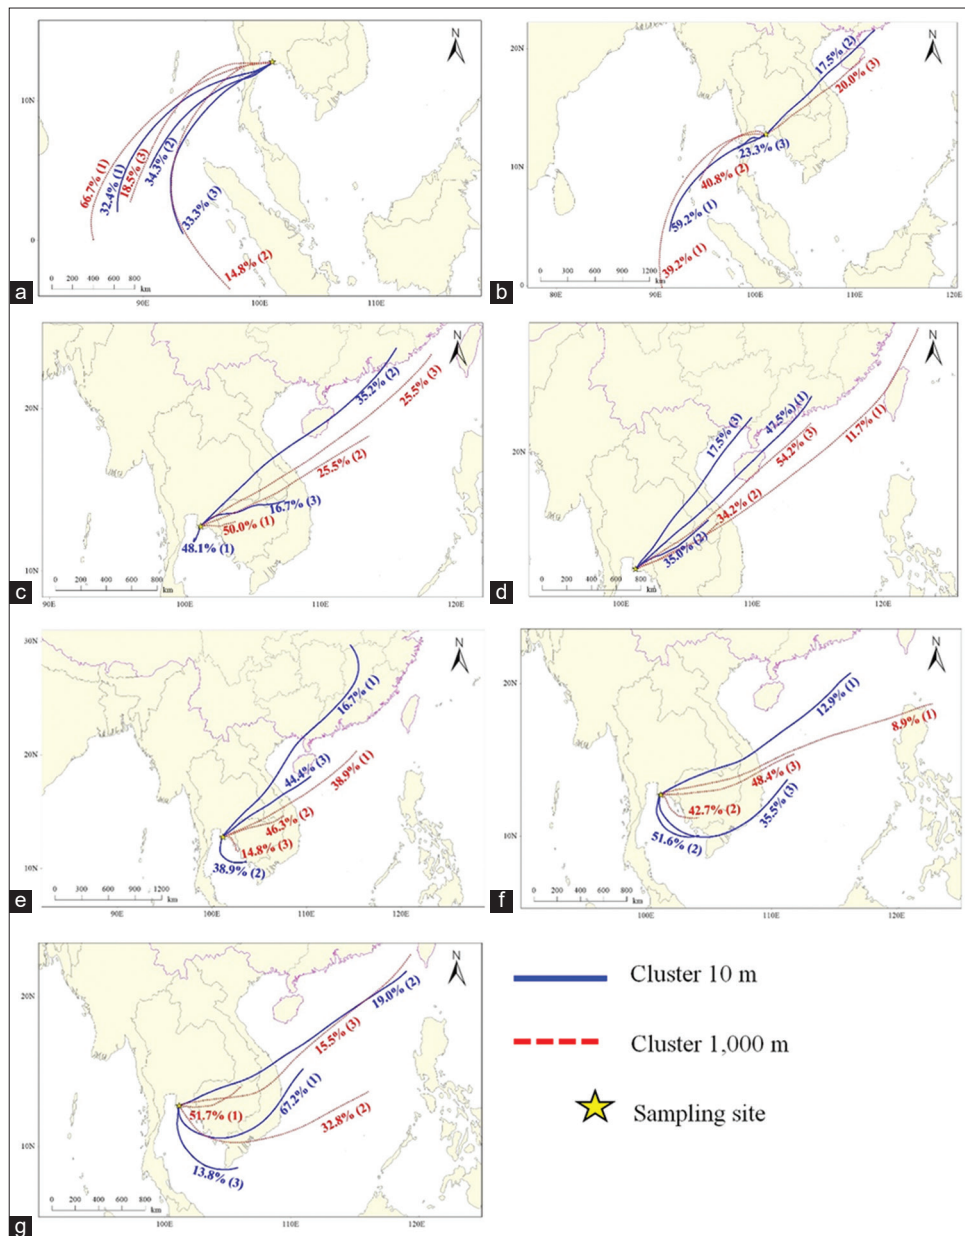 N
10N
0
66.7% (1)
32.4% (1)
18.5% (3)
34.3% (2)
33.3% (3)
14.8% (2)
0 200 400 600 800
km
90E 100E 110E
a
N
20N
10N
0
17.5% (2)
20.0% (3)
23.3% (3)
40.8% (2)
59.2% (1)
39.2% (1)
0 300 600 900 1200
km
80E 90E 100E 110E 120E
b
N
20N
10N
35.2% (2)
25.5% (3)
25.5% (2)
16.7% (3)
50.0% (1)
48.1% (1)
0 200 400 600 800
km
90E 100E 110E 120E
c
N
20N
17.5% (3)
47.5%) (1)
54.2% (3)
11.7% (1)
34.2% (2)
35.0% (2)
0 200 400 600 800
km
100E 110E 120E
d
N
30N
20N
10N
16.7% (1)
44.4% (3)
38.9% (1)
46.3% (2)
14.8% (3)
38.9% (2)
0 300 600 900 1200
km
90E 100E 110E 120E
e
N
20N
10N
12.9% (1)
8.9% (1)
48.4% (3)
42.7% (2)
35.5% (3)
51.6% (2)
0 200 400 600 800
km
100E 110E 120E
f
N
20N
10N
19.0% (2)
15.5% (3)
67.2% (1)
51.7% (1)
32.8% (2)
13.8% (3)
0 200 400 600 800
km
100E 110E 120E
g
Cluster 10 m
Cluster 1,000 m
Sampling site